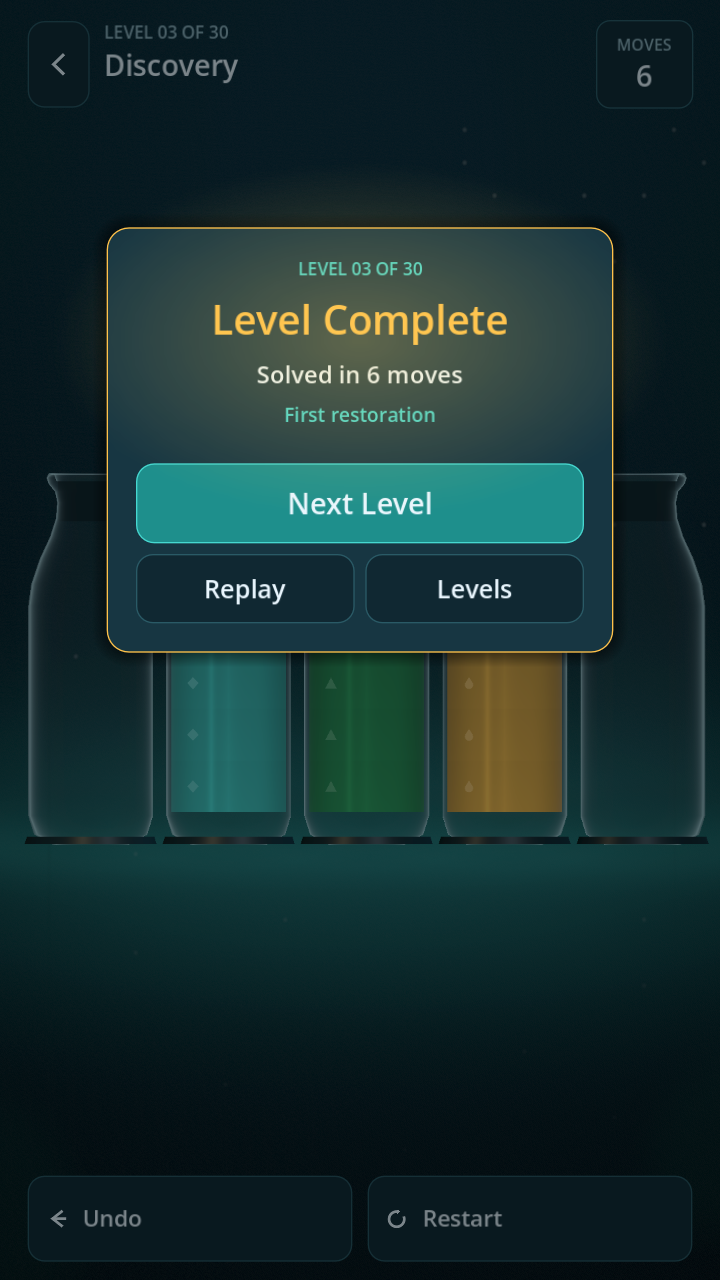 LEVEL 03 OF 30
Discovery
MOVES
6
LEVEL 03 OF 30
Level Complete
Solved in 6 moves
First restoration
Next Level
Replay
Levels
Undo
Restart